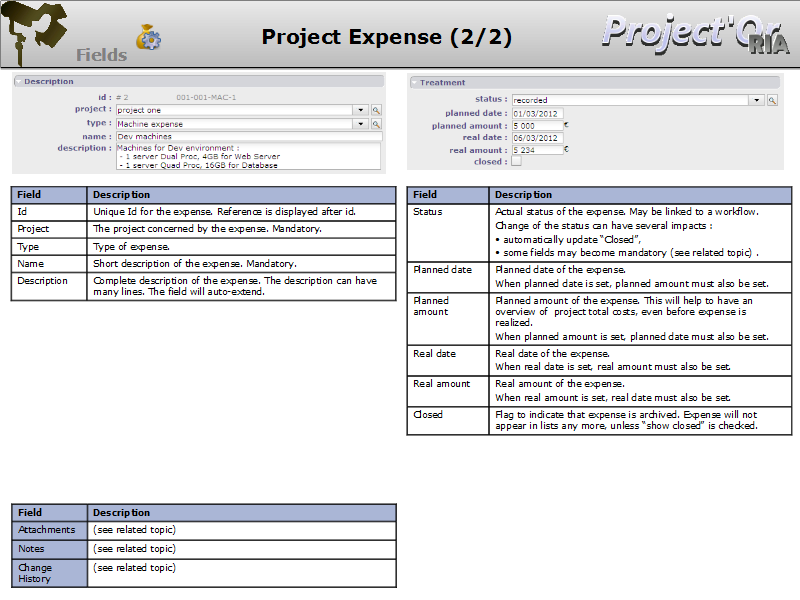 Fields
Project Expense (2/2)
Project'Or
RIA
Description
id : # 2 001-001-MAC-1
project : project one
type : Machine expense
name : Dev machines
description : Machines for Dev environment :
- 1 server Dual Proc, 4GB for Web Server
- 1 server Quad Proc, 16GB for Database
Field Description
Id Unique Id for the expense. Reference is displayed after id.
Project The project concerned by the expense. Mandatory.
Type Type of expense.
Name Short description of the expense. Mandatory.
Description Complete description of the expense. The description can have
many lines. The field will auto-extend.
Treatment
status : recorded
planned date : 01/03/2012
planned amount : 5 000 €
real date : 06/03/2012
real amount : 5 234 €
closed :
Field Description
Status Actual status of the expense. May be linked to a workflow.
Change of the status can have several impacts :
• automatically update “Closed”,
• some fields may become mandatory (see related topic) .
Planned date Planned date of the expense.
When planned date is set, planned amount must also be set.
Planned Planned amount of the expense. This will help to have an
amount overview of project total costs, even before expense is
realized.
When planned amount is set, planned date must also be set.
Real date Real date of the expense.
When real date is set, real amount must also be set.
Real amount Real amount of the expense.
When real amount is set, real date must also be set.
Closed Flag to indicate that expense is archived. Expense will not
appear in lists any more, unless “show closed” is checked.
Field Description
Attachments (see related topic)
Notes (see related topic)
Change (see related topic)
History